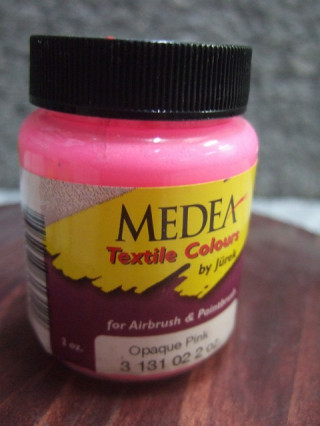 MEDEA
Textile Colours
by Jürek
for Airbrush & Paintbrush
2 oz.
Opaque Pink
3 131 02 2 oz